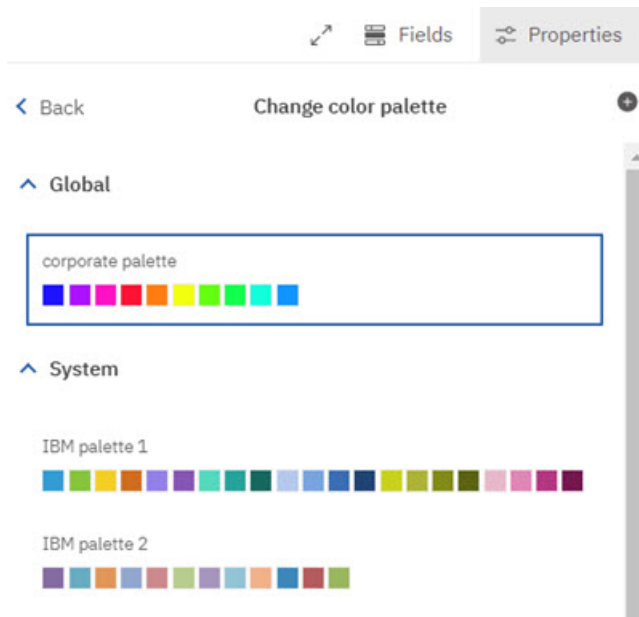 Fields Properties
Back Change color palette
Global
corporate palette
System
IBM palette 1
IBM palette 2